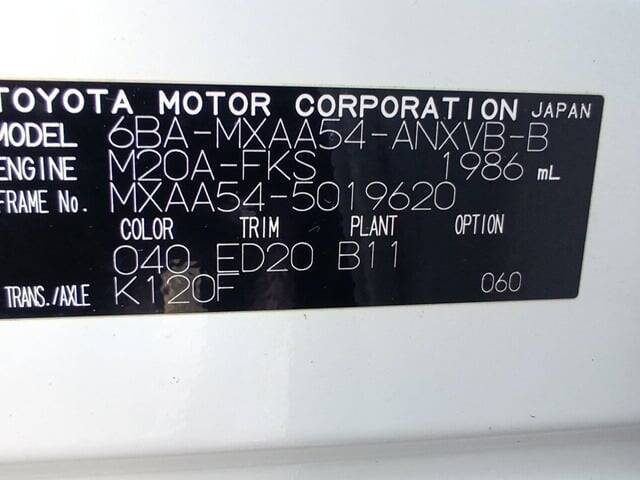 TOYOTA MOTOR CORPORATION JAPAN
MODEL 6BA-MXAA54-ANXVB-B
ENGINE M20A-FKS 1986 mL
FRAME No. MXAA54-5019620
COLOR TRIM PLANT OPTION
040 ED20 B11
TRANS./AXLE K120F 060